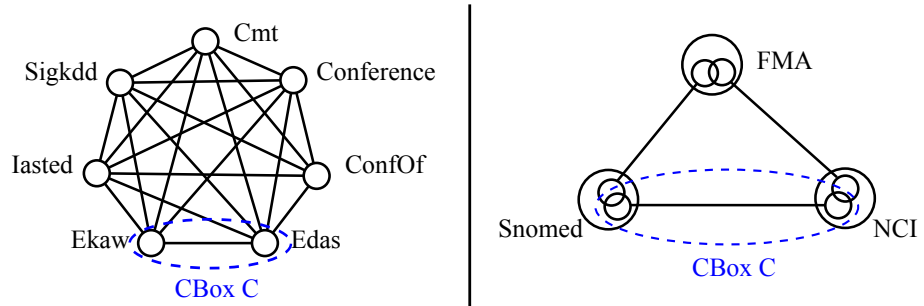 Cmt
Sigkdd
Conference
Iasted
ConfOf
Ekaw
Edas
CBox C
FMA
Snomed
NCI
CBox C